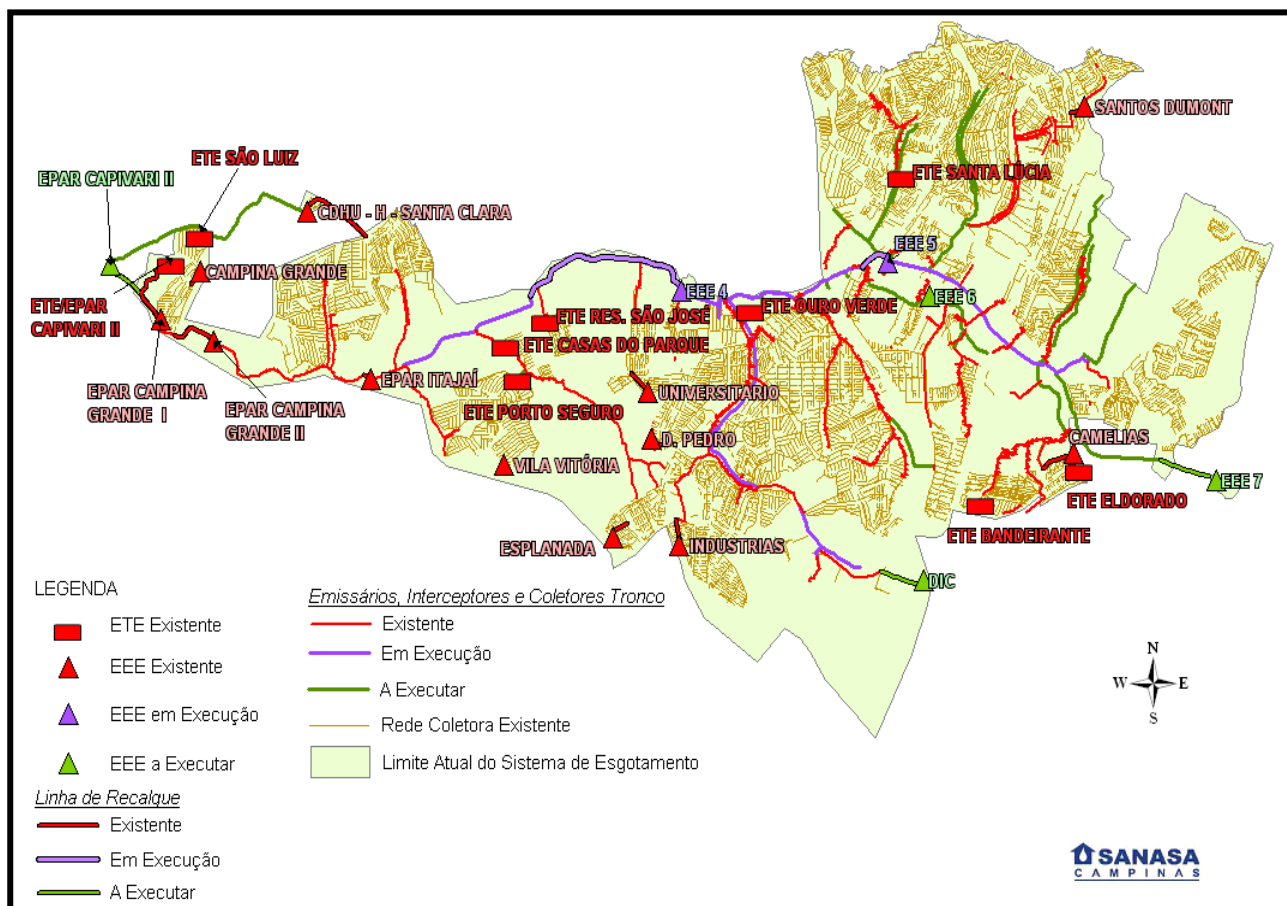 SANTOS DUMONT
ETE SÃO LUIZ
ETE SANTA LÚCIA
EPAR CAPIVARI II
CDHU - H - SANTA CLARA
EEE 5
CAMPINA GRANDE
EEE 4
EEE 6
ETE/EPAR
CAPIVARI II
ETE RES. SÃO JOSÉ
ETE OURO VERDE
ETE CASAS DO PARQUE
EPAR CAMPINA
GRANDE I
EPAR ITAJAÍ
EPAR CAMPINA
GRANDE II
UNIVERSITÁRIO
ETE PORTO SEGURO
D. PEDRO
CAMELIAS
VILA VITÓRIA
ETE ELDORADO
EEE 7
ETE BANDEIRANTE
ESPLANADA
INDUSTRIAS
DIC
LEGENDA
ETE Existente
EEE Existente
EEE em Execução
EEE a Executar
Linha de Recalque
Existente
Em Execução
A Executar
Emissários, Interceptores e Coletores Tronco
Existente
Em Execução
A Executar
Rede Coletora Existente
Limite Atual do Sistema de Esgotamento
N
W E
S
SANASA
CAMPINAS